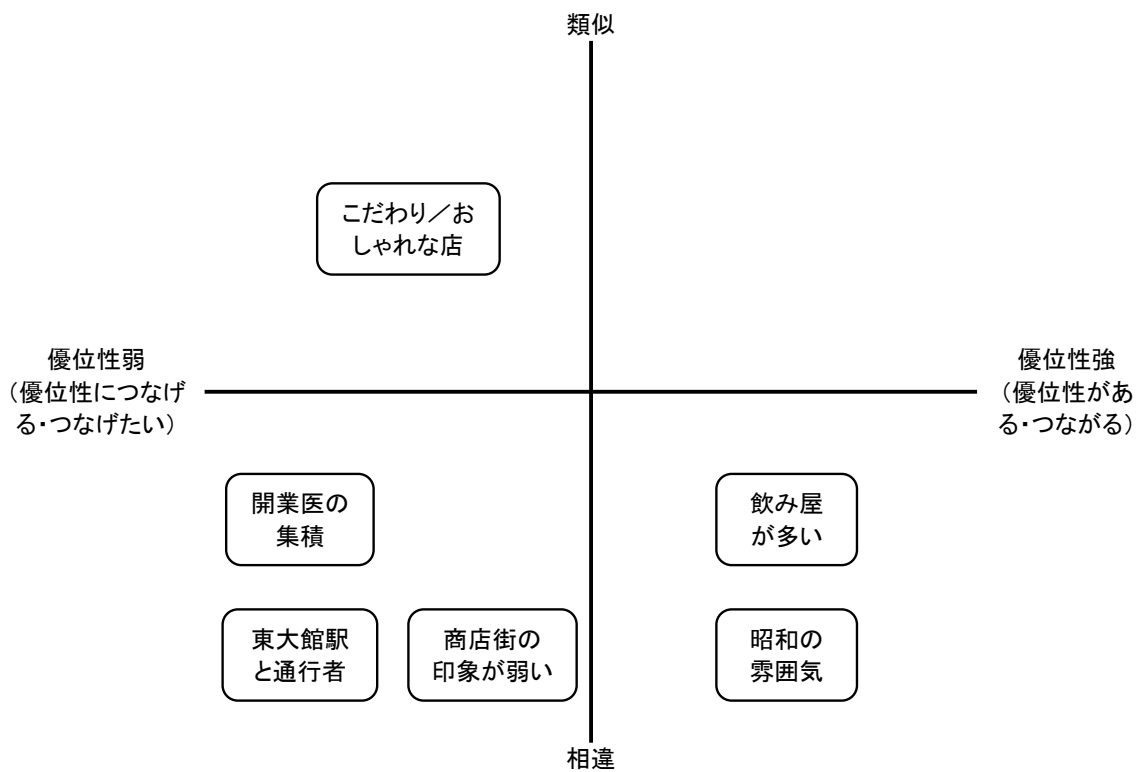 類似
こだわり／お
しゃれな店
優位性弱
（優位性につなげ
る・つなげたい）
優位性強
（優位性があ
る・つながる）
開業医の
集積
飲み屋
が多い
東大館駅
と通行者
商店街の
印象が弱い
昭和の
雰囲気
相違